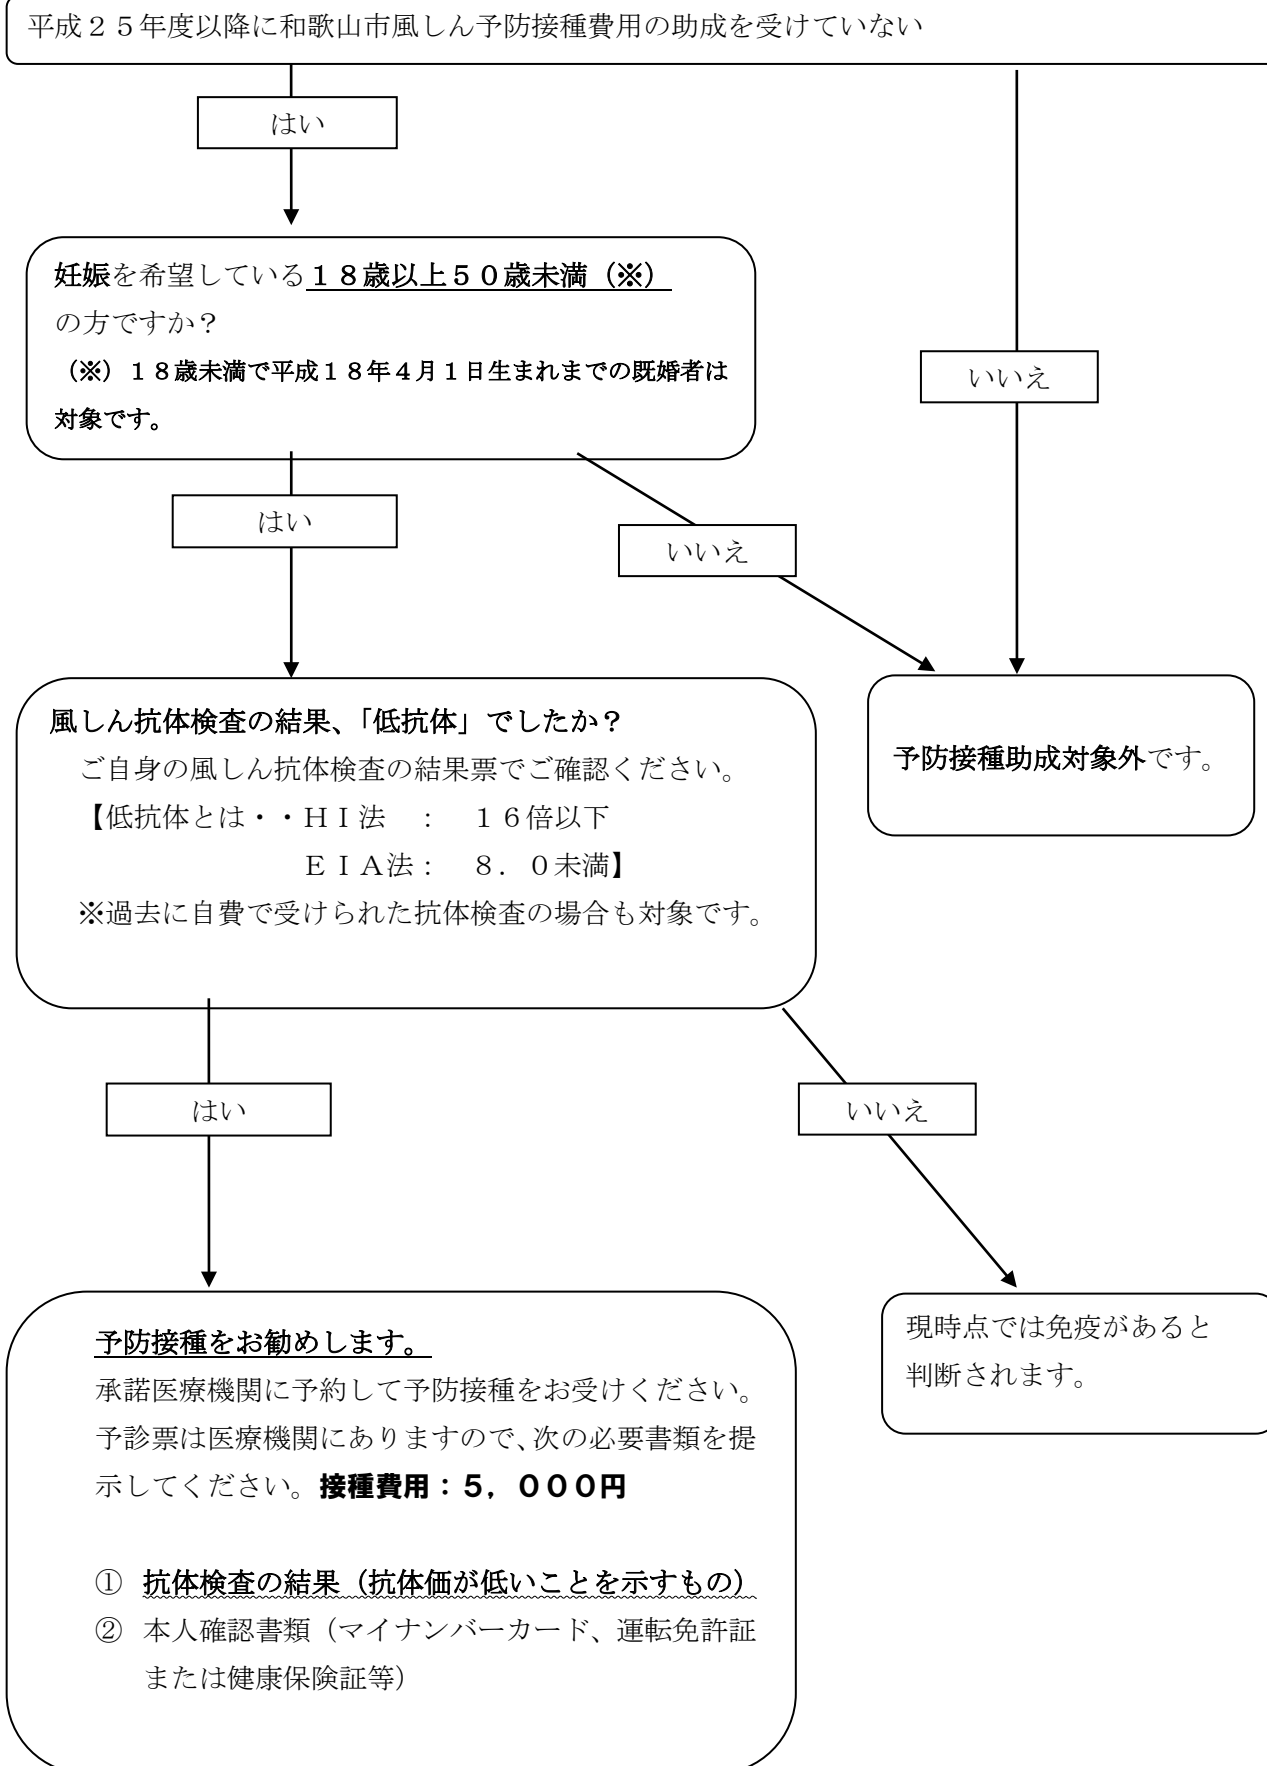 平成２５年度以降に和歌山市風しん予防接種費用の助成を受けていない
はい
妊娠を希望している１８歳以上５０歳未満（※）
の方ですか？
（※）１８歳未満で平成１８年４月１日生まれまでの既婚者は
対象です。
いいえ
はい
いいえ
風しん抗体検査の結果、「低抗体」でしたか？
ご自身の風しん抗体検査の結果票でご確認ください。
【低抗体とは・・ＨＩ法　：　１６倍以下
ＥＩＡ法：　８．０未満】
※過去に自費で受けられた抗体検査の場合も対象です。
予防接種助成対象外です。
はい
いいえ
予防接種をお勧めします。
承諾医療機関に予約して予防接種をお受けください。
予診票は医療機関にありますので、次の必要書類を提
示してください。接種費用：５，０００円
① 抗体検査の結果（抗体価が低いことを示すもの）
② 本人確認書類（マイナンバーカード、運転免許証
または健康保険証等）
現時点では免疫があると
判断されます。